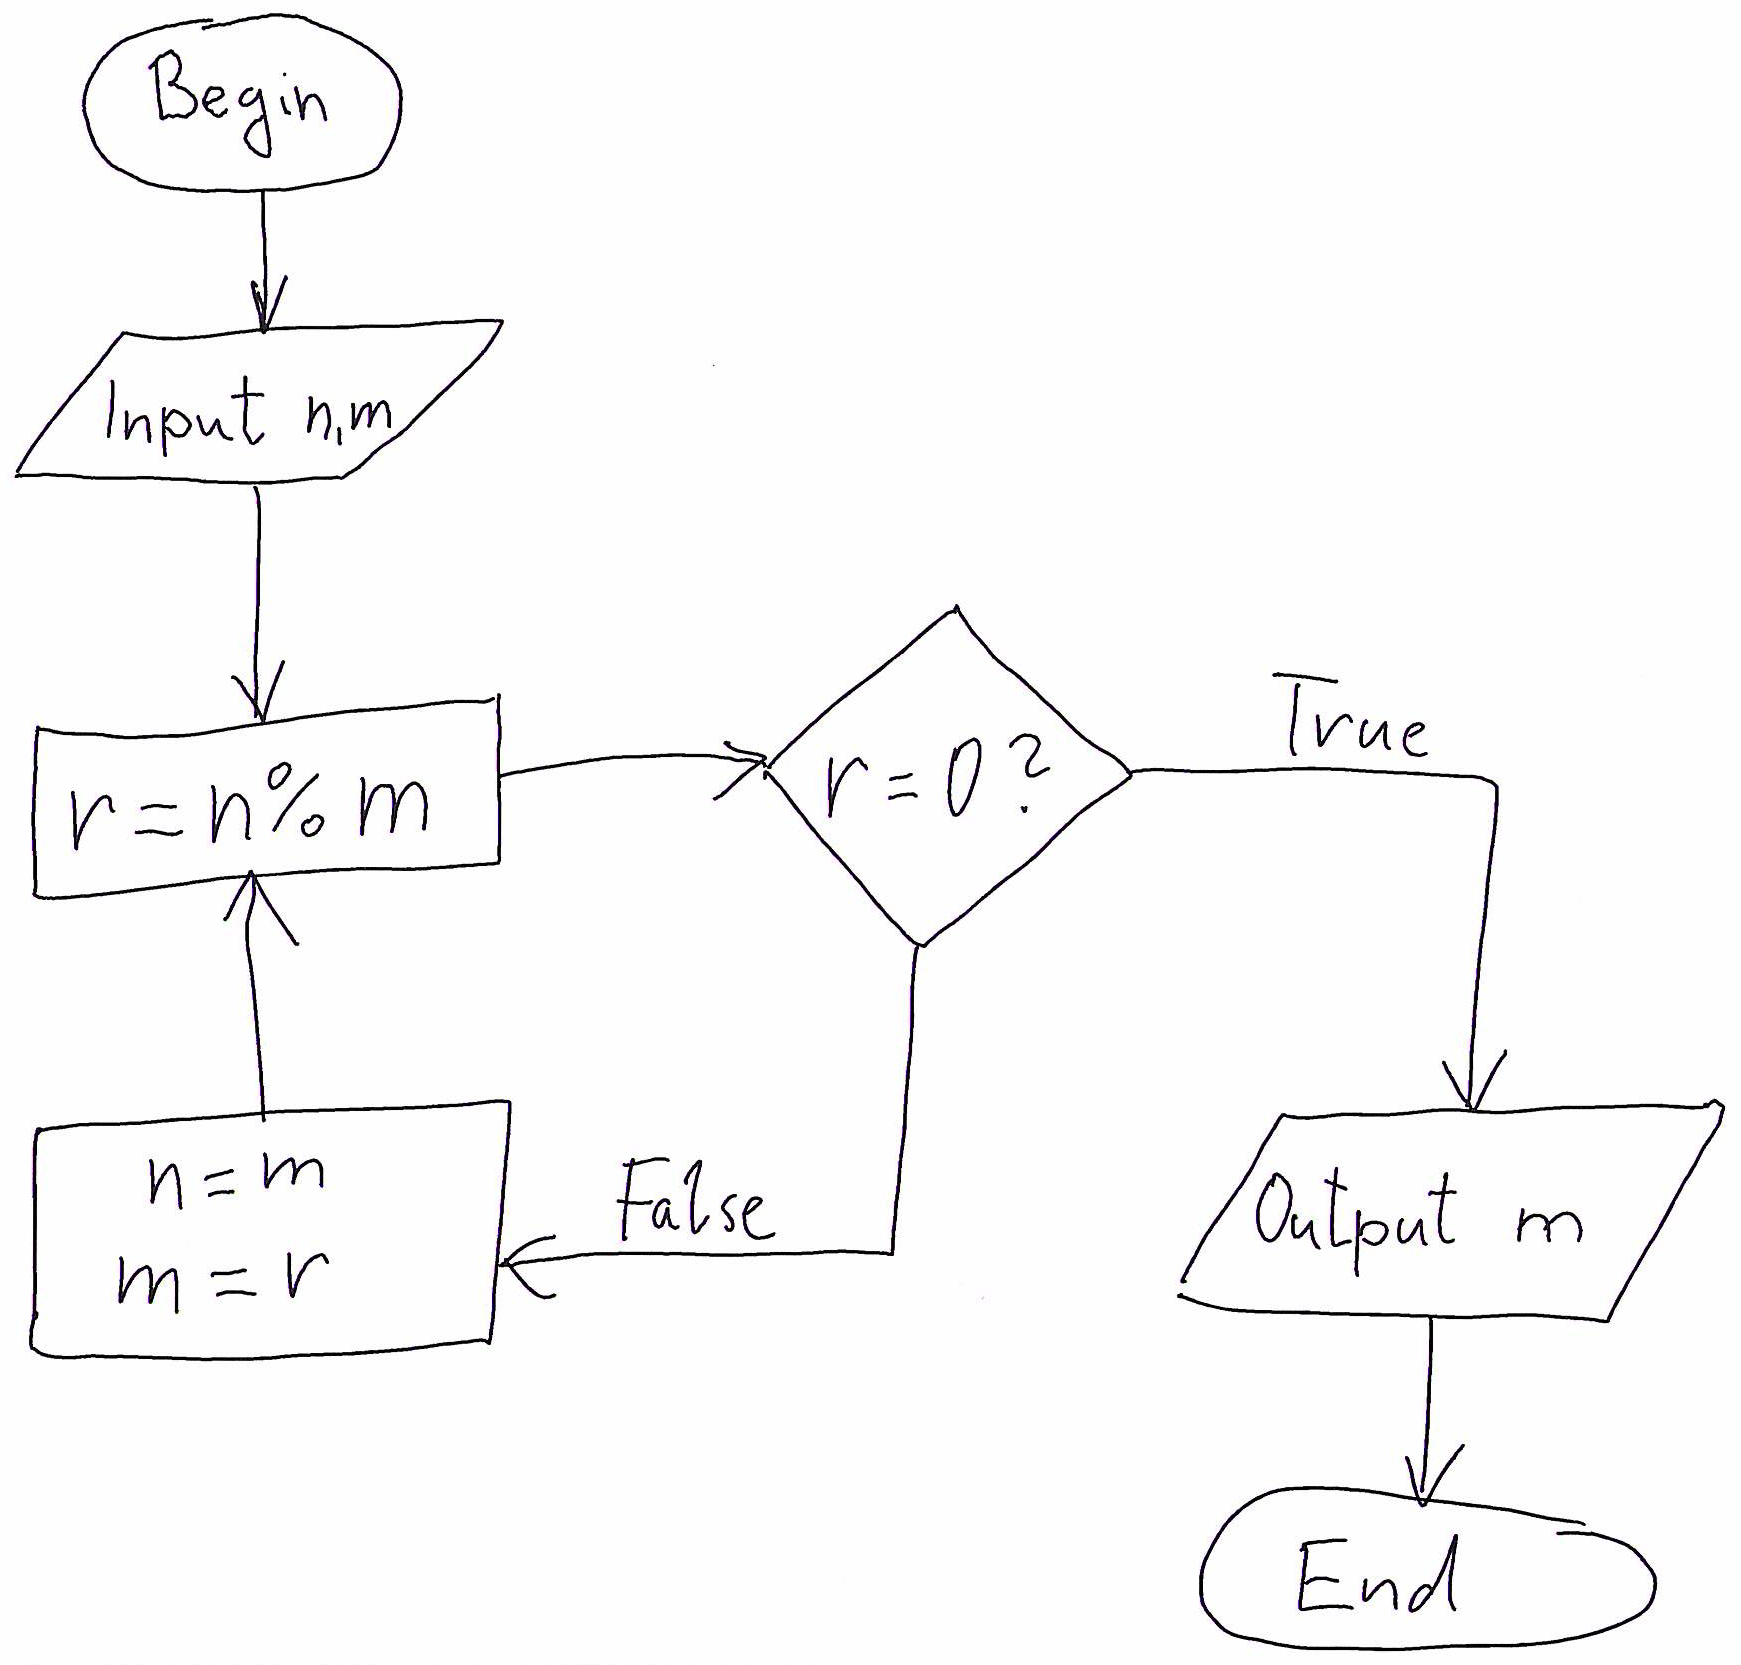 Begin
Input n,m
r = n % m
r = 0 ?
True
False
n = m
m = r
Output m
End